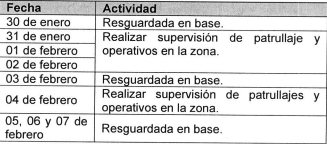 Fecha Actividad
30 de enero Resguardada en base.
31 de enero Realizar supervisión de patrullaje y
01 de febrero operativos en la zona.
02 de febrero
03 de febrero Resguardada en base.
04 de febrero Realizar supervisión de patrullajes y
operativos en la zona.
05, 06 y 07 de
febrero Resguardada en base.